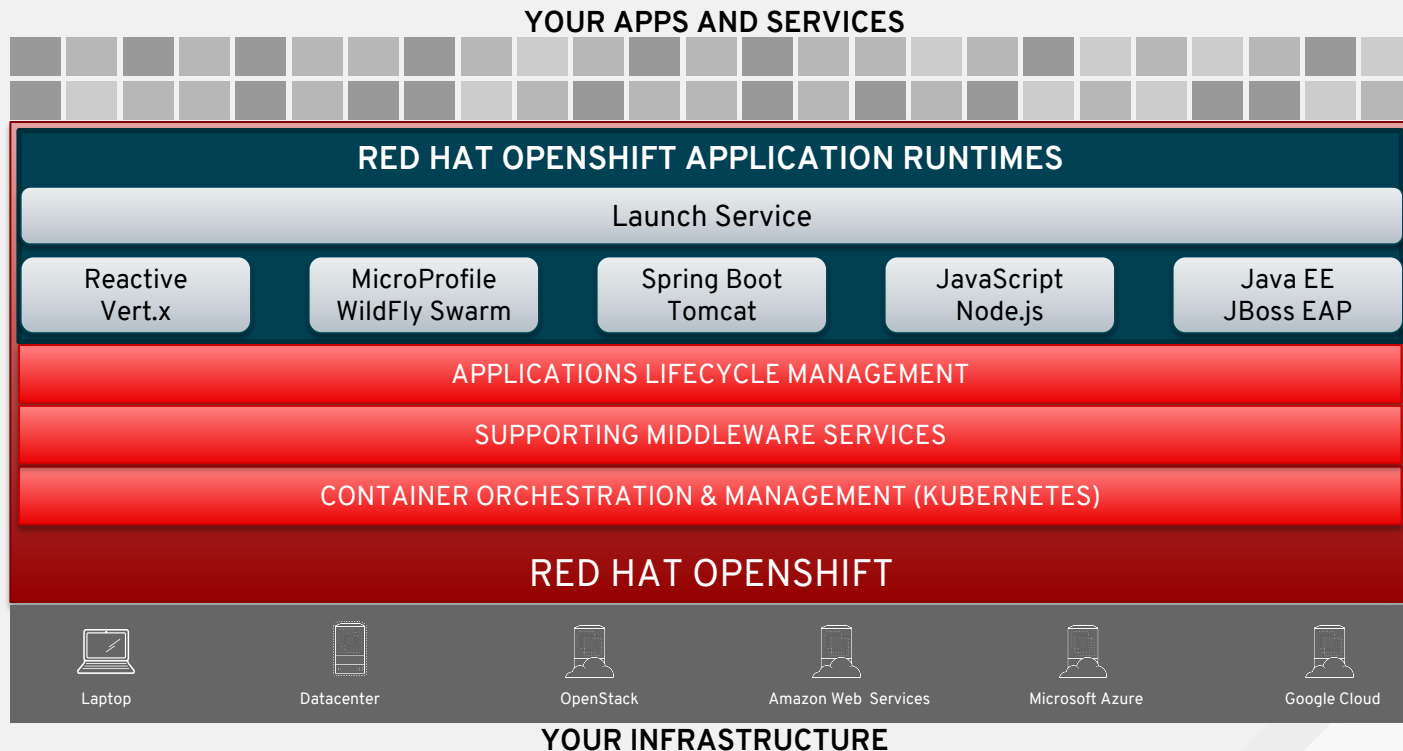 YOUR APPS AND SERVICES
RED HAT OPENSHIFT APPLICATION RUNTIMES
Launch Service
Reactive
Vert.x
MicroProfile
WildFly Swarm
Spring Boot
Tomcat
JavaScript
Node.js
Java EE
JBoss EAP
APPLICATIONS LIFECYCLE MANAGEMENT
SUPPORTING MIDDLEWARE SERVICES
CONTAINER ORCHESTRATION & MANAGEMENT (KUBERNETES)
RED HAT OPENSHIFT
Laptop
Datacenter
OpenStack
Amazon Web Services
Microsoft Azure
Google Cloud
YOUR INFRASTRUCTURE